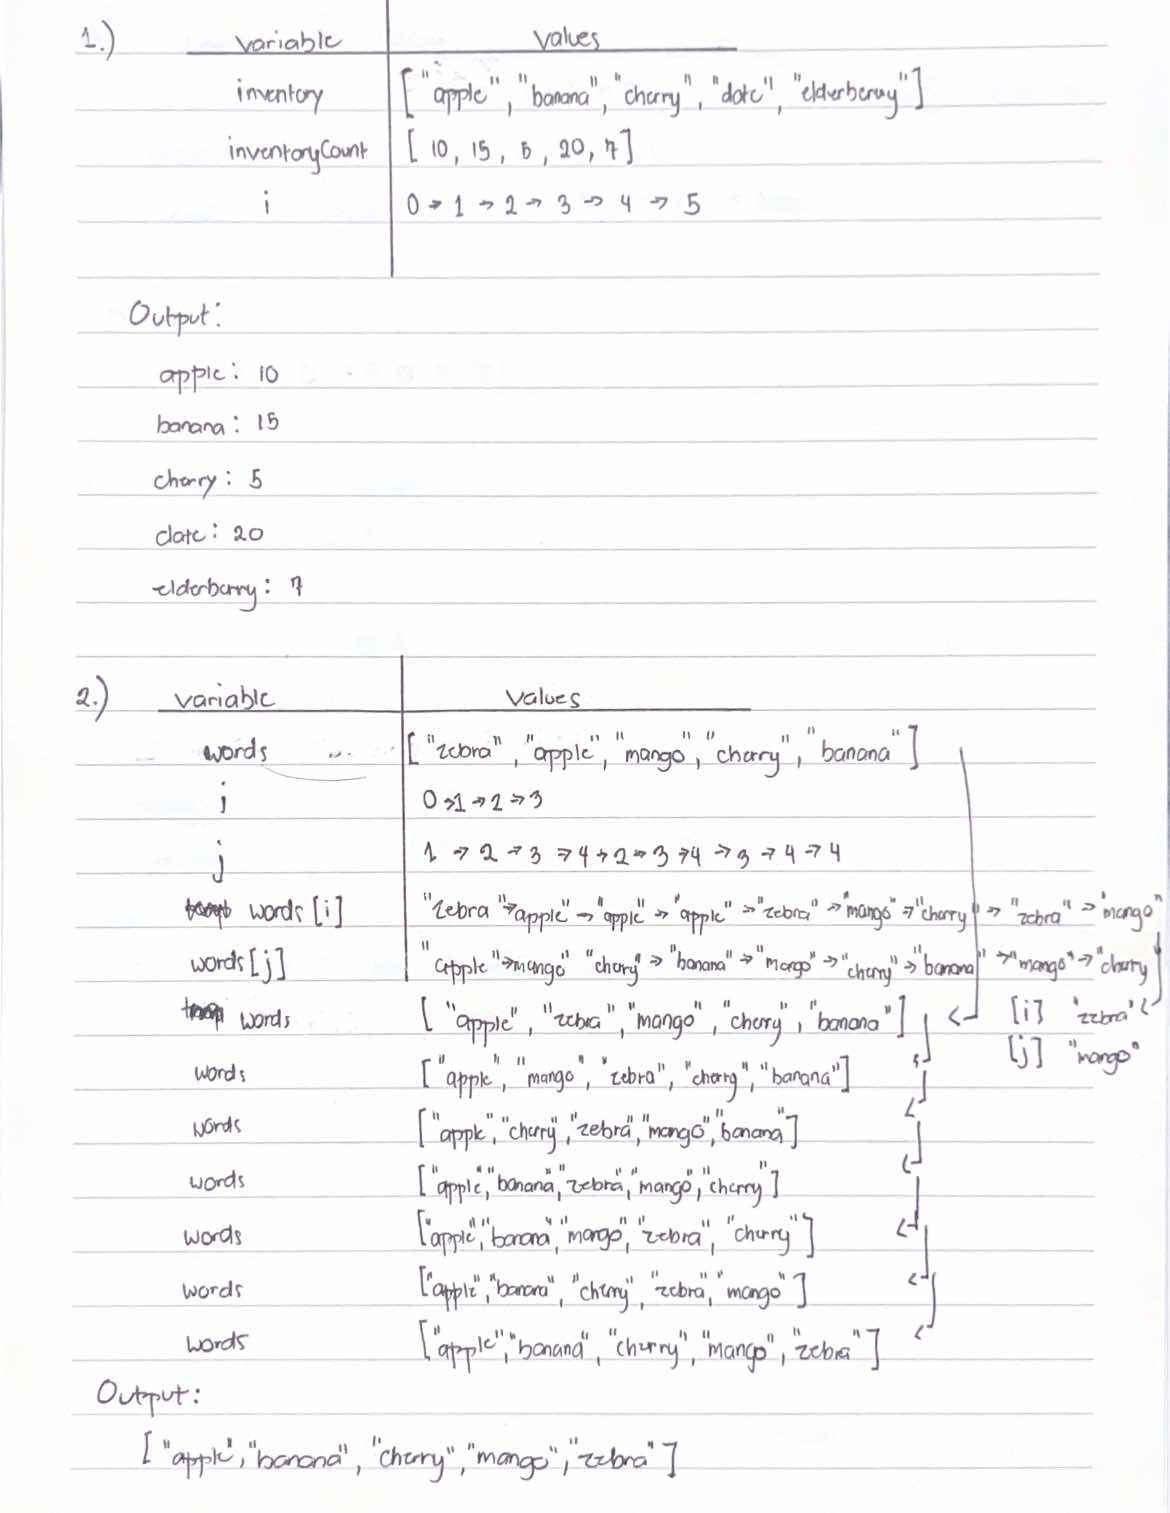 1.) variable values
inventory ["apple", "banana", "cherry", "date", "elderberry"]
inventoryCount [10, 15, 5, 20, 7]
i 0 → 1 → 2 → 3 → 4 → 5
Output:
apple: 10
banana: 15
cherry: 5
date: 20
elderberry: 7
2.) variable values
words ["zebra", "apple", "mango", "cherry", "banana"]
i 0 → 1 → 2 → 3
j 1 → 2 → 3 → 4 → 2 → 3 → 4 → 3 → 4 → 4
words [i] "zebra" → apple" → "apple" → "apple" → "zebra" → "mango" → "cherry → "zebra" → "mango"
words [j] "apple" → mango" "cherry" → "banana" → "mango" → "cherry" → "banana" → "mango" → "cherry
words ["apple", "zebra", "mango", "cherry", "banana"] [i] "zebra"
[j] "mango"
words ["apple", "mango", "zebra", "cherry", "banana"]
words ["apple", "cherry", "zebra", "mango", "banana"]
words ["apple", "banana", "zebra", "mango", "cherry"]
words ["apple", "banana", "mango", "zebra", "cherry"]
words ["apple", "banana", "cherry", "zebra", "mango"]
words ["apple", "banana", "cherry", "mango", "zebra"]
Output:
["apple", "banana", "cherry", "mango", "zebra"]